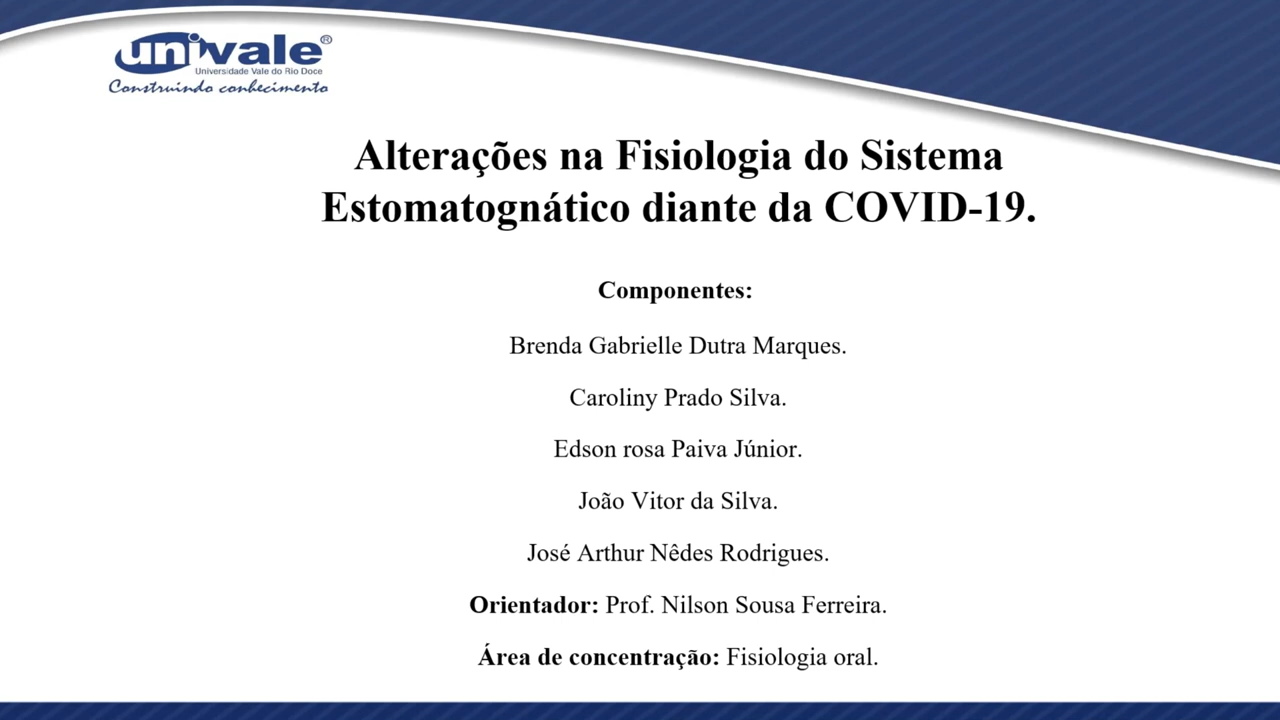 univale®
Universidade Vale do Rio Doce
Construindo conhecimento
Alterações na Fisiologia do Sistema
Estomatognático diante da COVID-19.
Componentes:
Brenda Gabrielle Dutra Marques.
Caroliny Prado Silva.
Edson rosa Paiva Júnior.
João Vitor da Silva.
José Arthur Nêdes Rodrigues.
Orientador: Prof. Nilson Sousa Ferreira.
Área de concentração: Fisiologia oral.